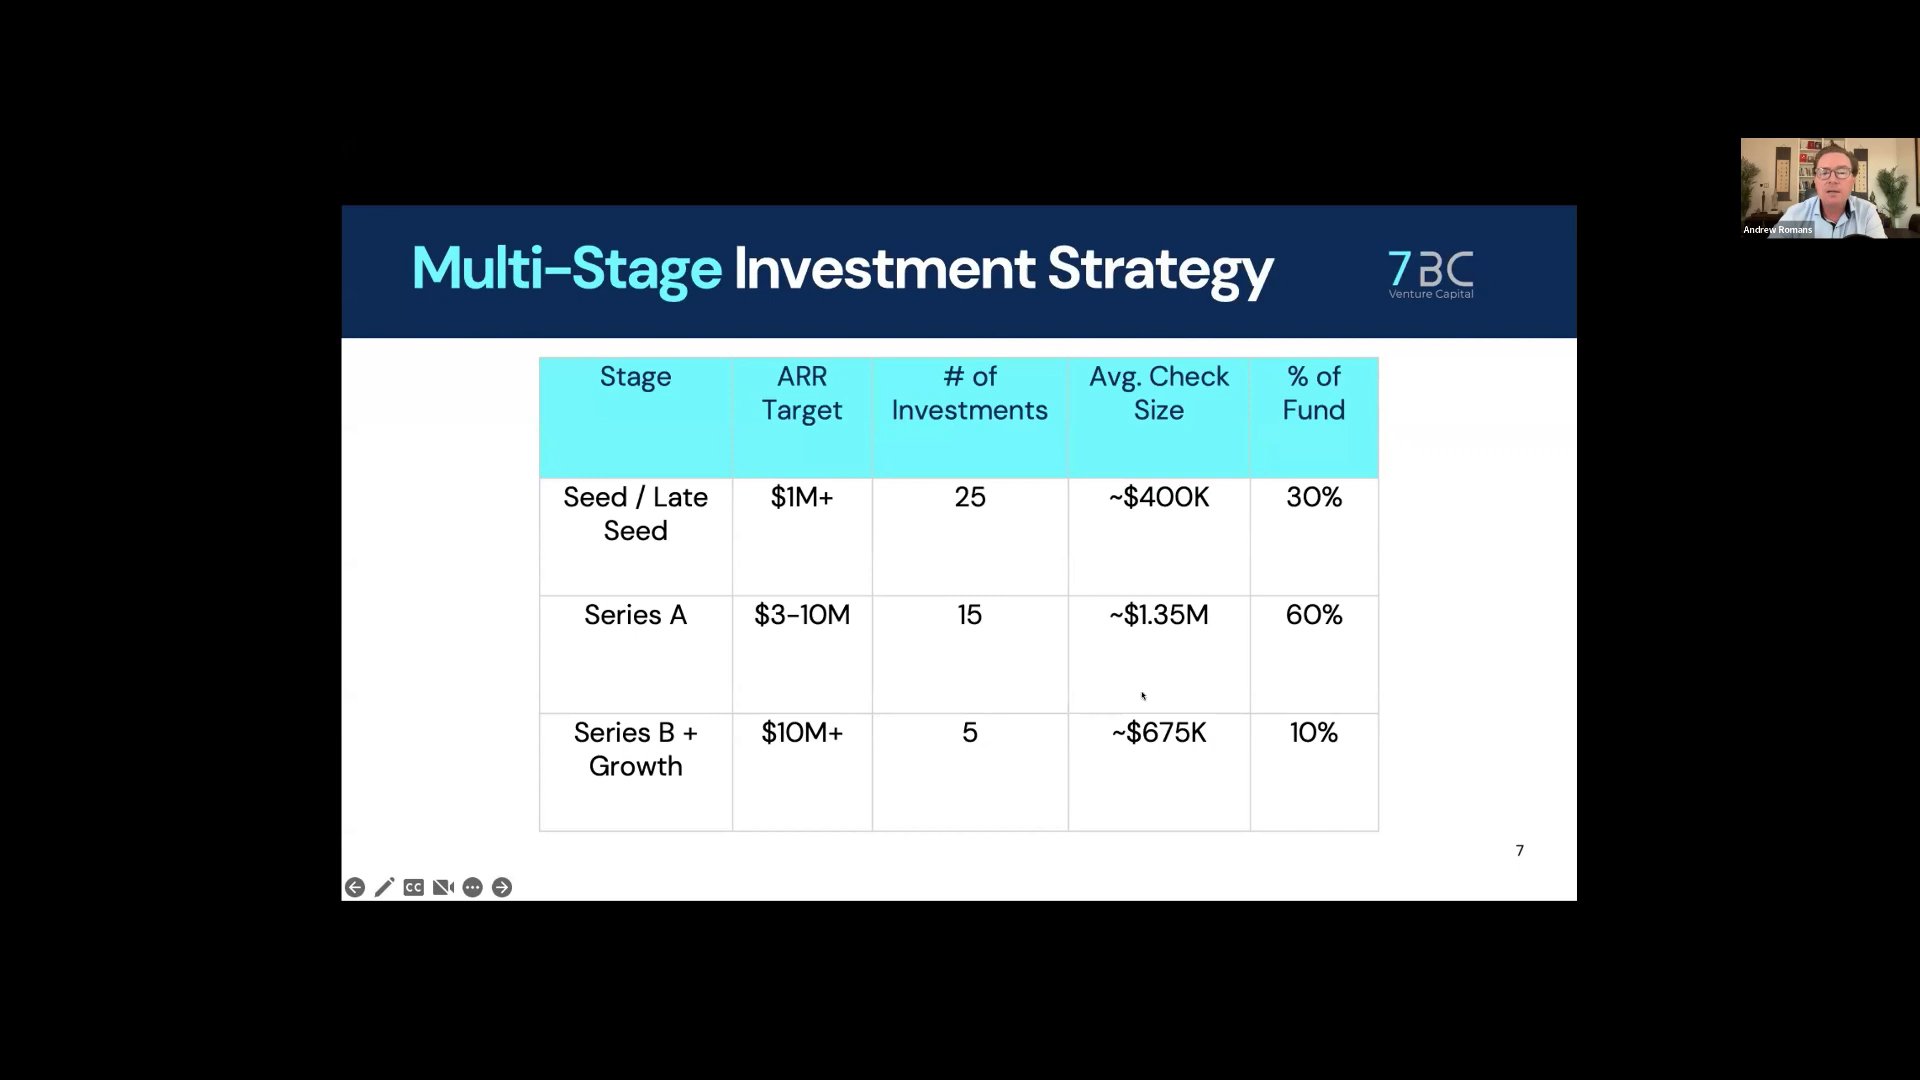 Multi-Stage Investment Strategy
7BC
Venture Capital
Andrew Romans
Stage
ARR
Target
# of
Investments
Avg. Check
Size
% of
Fund
Seed / Late
Seed
$1M+
25
~$400K
30%
Series A
$3-10M
15
~$1.35M
60%
Series B +
Growth
$10M+
5
~$675K
10%
7
CC